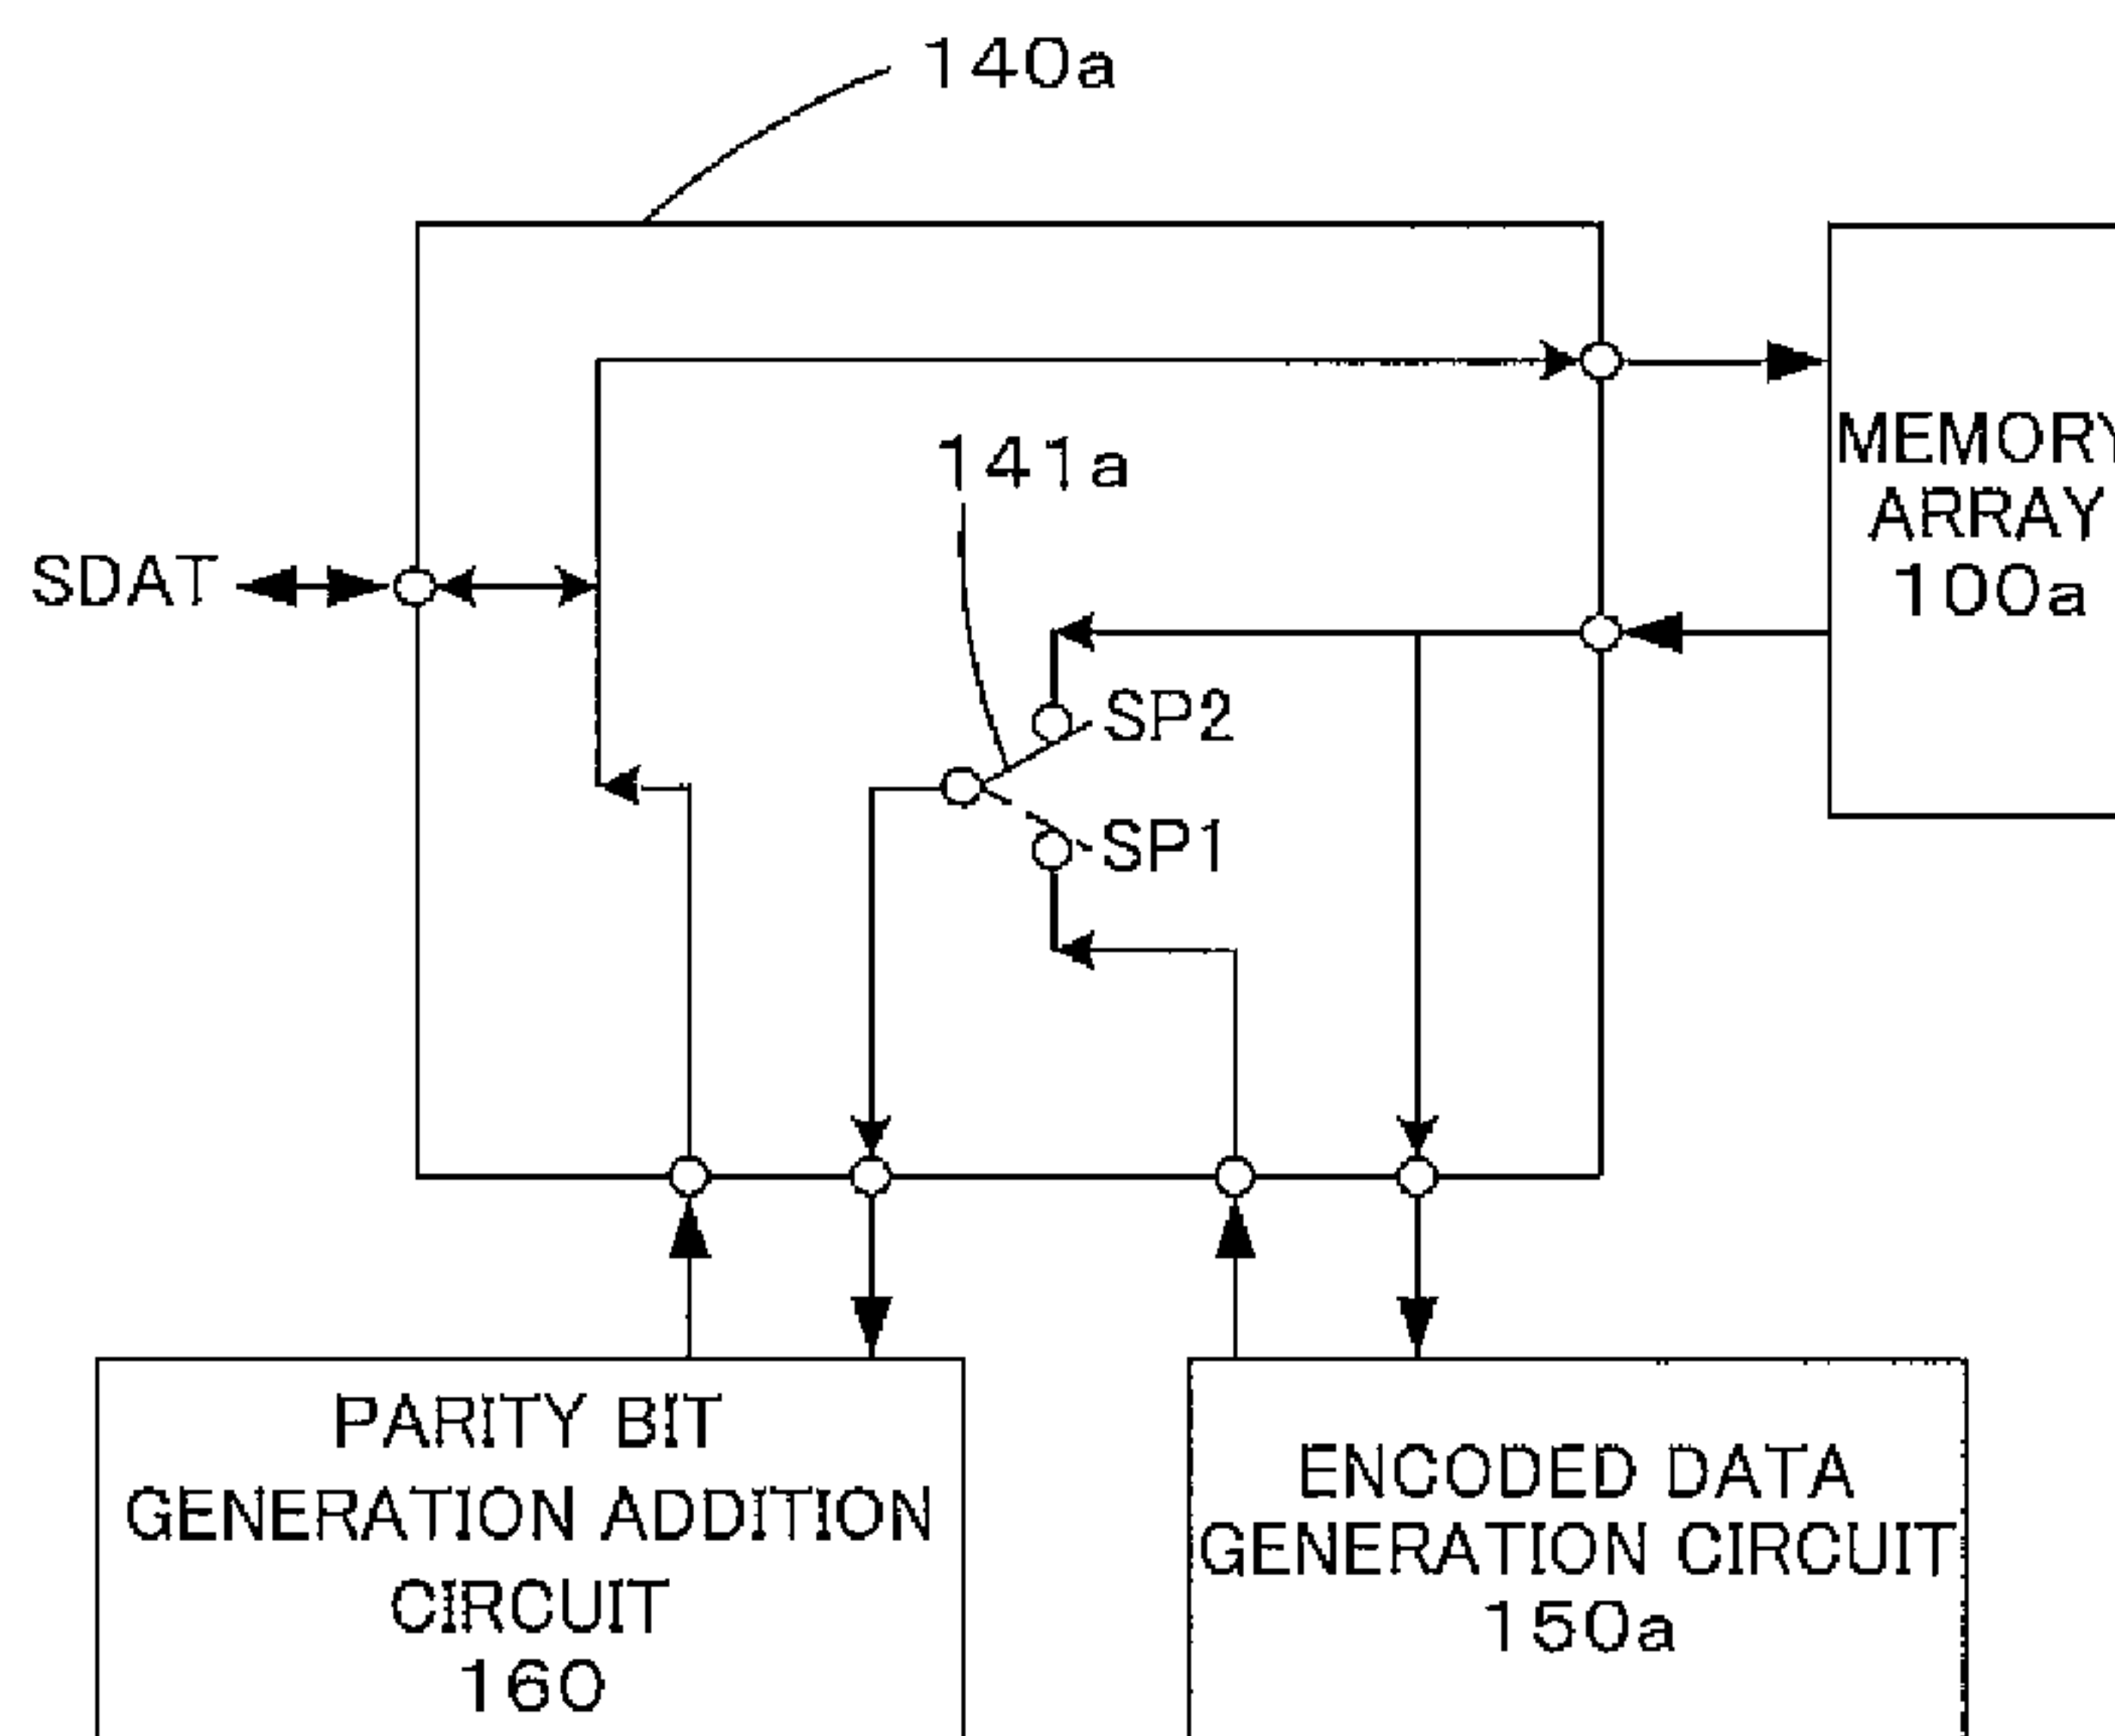 140a
141a
MEMORY
ARRAY
100a
SDAT
SP2
SP1
PARITY BIT
GENERATION ADDITION
CIRCUIT
160
ENCODED DATA
GENERATION CIRCUIT
150a